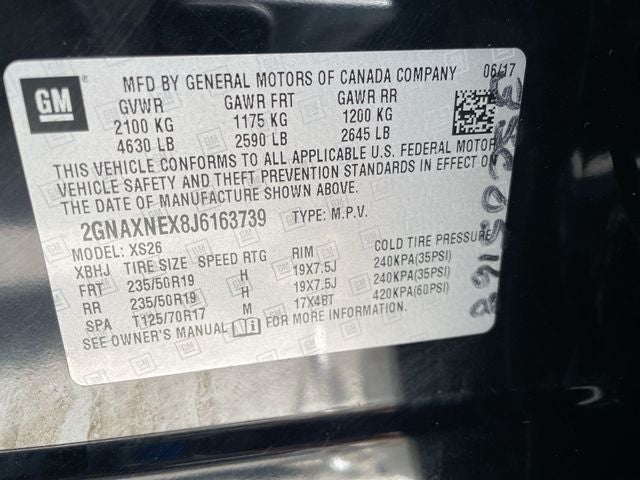 GM
MFD BY GENERAL MOTORS OF CANADA COMPANY 06/17
GVWR GAWR FRT GAWR RR
2100 KG 1175 KG 1200 KG
4630 LB 2590 LB 2645 LB
THIS VEHICLE CONFORMS TO ALL APPLICABLE U.S. FEDERAL MOTOR
VEHICLE SAFETY AND THEFT PREVENTION STANDARDS IN EFFECT ON
THE DATE OF MANUFACTURE SHOWN ABOVE.
2GNAXNEX8J6163739 TYPE: M.P.V.
MODEL: XS26
XBHJ TIRE SIZE SPEED RTG RIM COLD TIRE PRESSURE
FRT 235/50R19 H 19X7.5J 240KPA(35PSI)
RR 235/50R19 H 19X7.5J 240KPA(35PSI)
SPA T125/70R17 M 17X4BT 420KPA(60PSI)
SEE OWNER'S MANUAL FOR MORE INFORMATION.